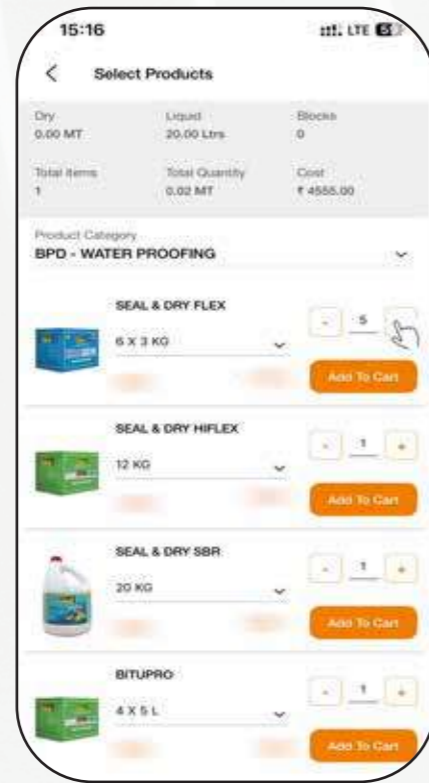 15:16
LTE
Select Products
Dry Liquid Blocks
0.00 MT 20.00 Ltrs 0
Total Items Total Quantity Cost
1 0.02 MT ₹ 4555.00
Product Category
BPD - WATER PROOFING
SEAL & DRY FLEX
- 5
6 X 3 KG
Add To Cart
SEAL & DRY HIFLEX
- 1 +
12 KG
Add To Cart
SEAL & DRY SBR
- 1 +
20 KG
Add To Cart
BITUPRO
- 1 +
4 X 5 L
Add To Cart